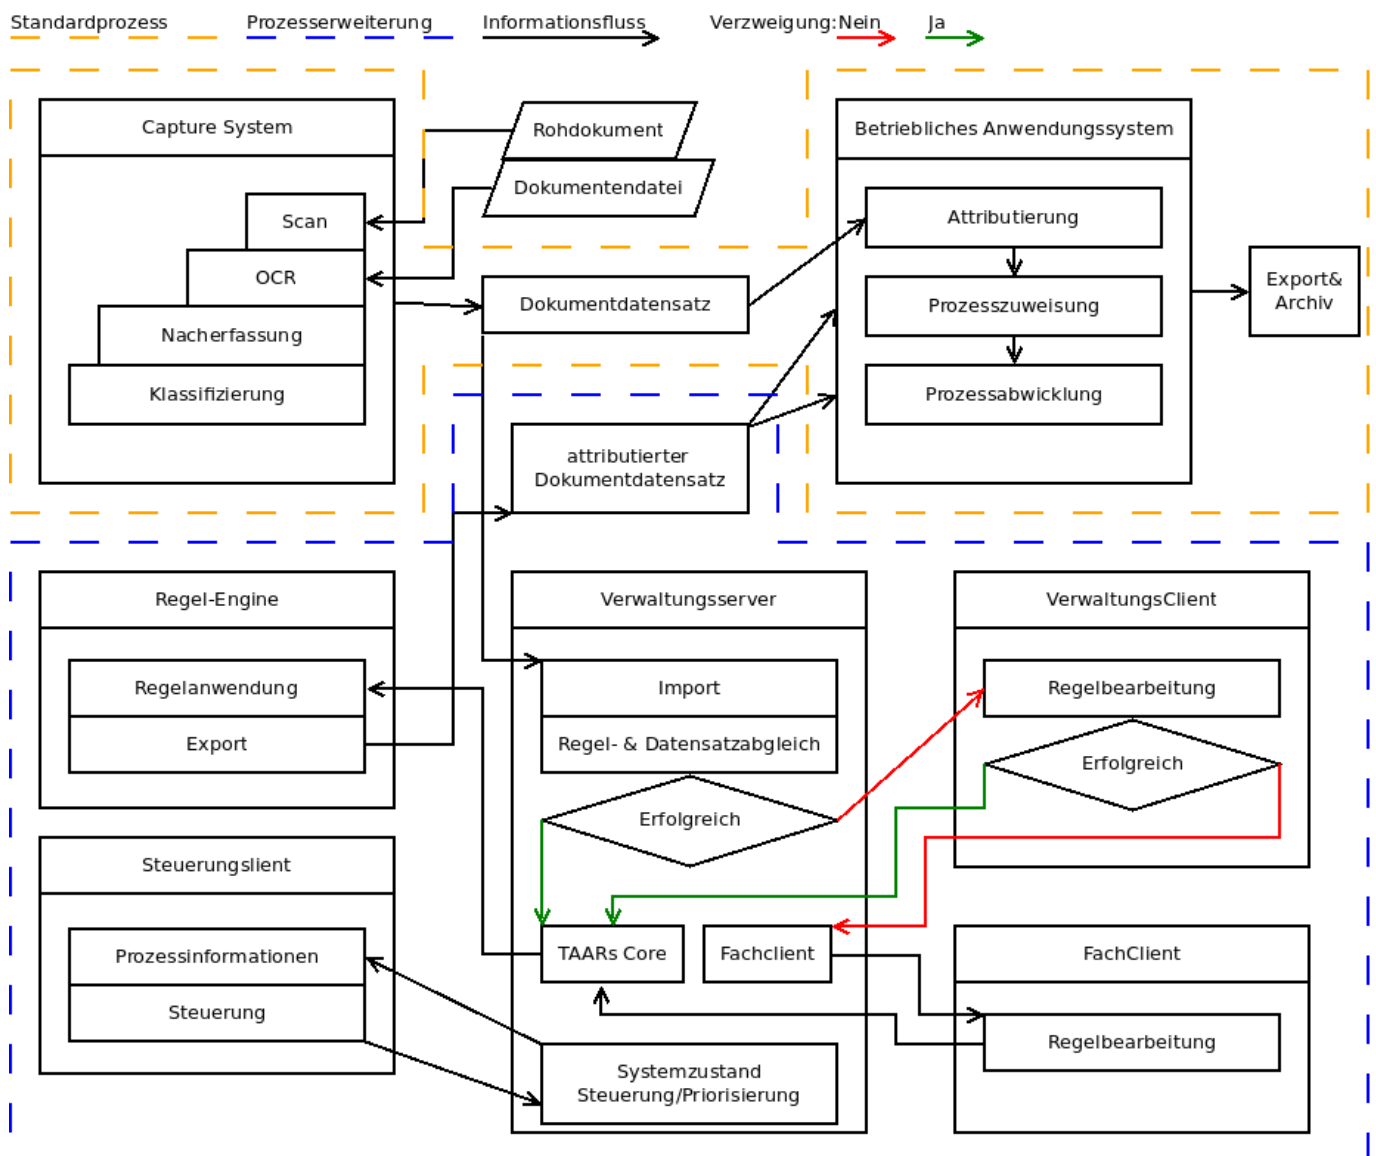 Standardprozess
Prozesserweiterung
Informationsfluss
Verzweigung:Nein
Ja
Capture System
Scan
OCR
Nacherfassung
Klassifizierung
Rohdokument
Dokumentendatei
Dokumentdatensatz
attributierter
Dokumentdatensatz
Betriebliches Anwendungssystem
Attributierung
Prozesszuweisung
Prozessabwicklung
Export&
Archiv
Regel-Engine
Regelanwendung
Export
Verwaltungsserver
Import
Regel- & Datensatzabgleich
Erfolgreich
TAARs Core
Fachclient
Systemzustand
Steuerung/Priorisierung
VerwaltungsClient
Regelbearbeitung
Erfolgreich
Steuerungslient
Prozessinformationen
Steuerung
FachClient
Regelbearbeitung